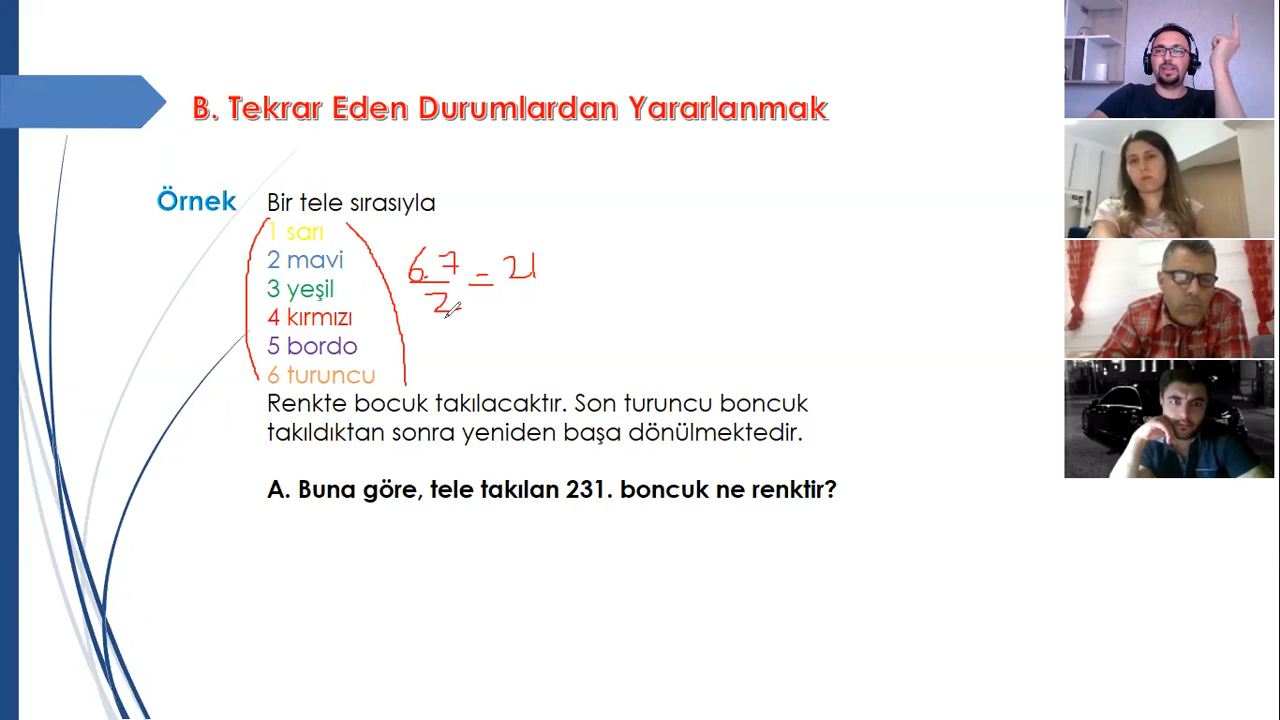 B. Tekrar Eden Durumlardan Yararlanmak
Örnek Bir tele sırasıyla
1 sarı
2 mavi
3 yeşil
4 kırmızı
5 bordo
6 turuncu
6.7/2 = 21
Renkte bocuk takılacaktır. Son turuncu boncuk
takıldıktan sonra yeniden başa dönülmektedir.
A. Buna göre, tele takılan 231. boncuk ne renktir?